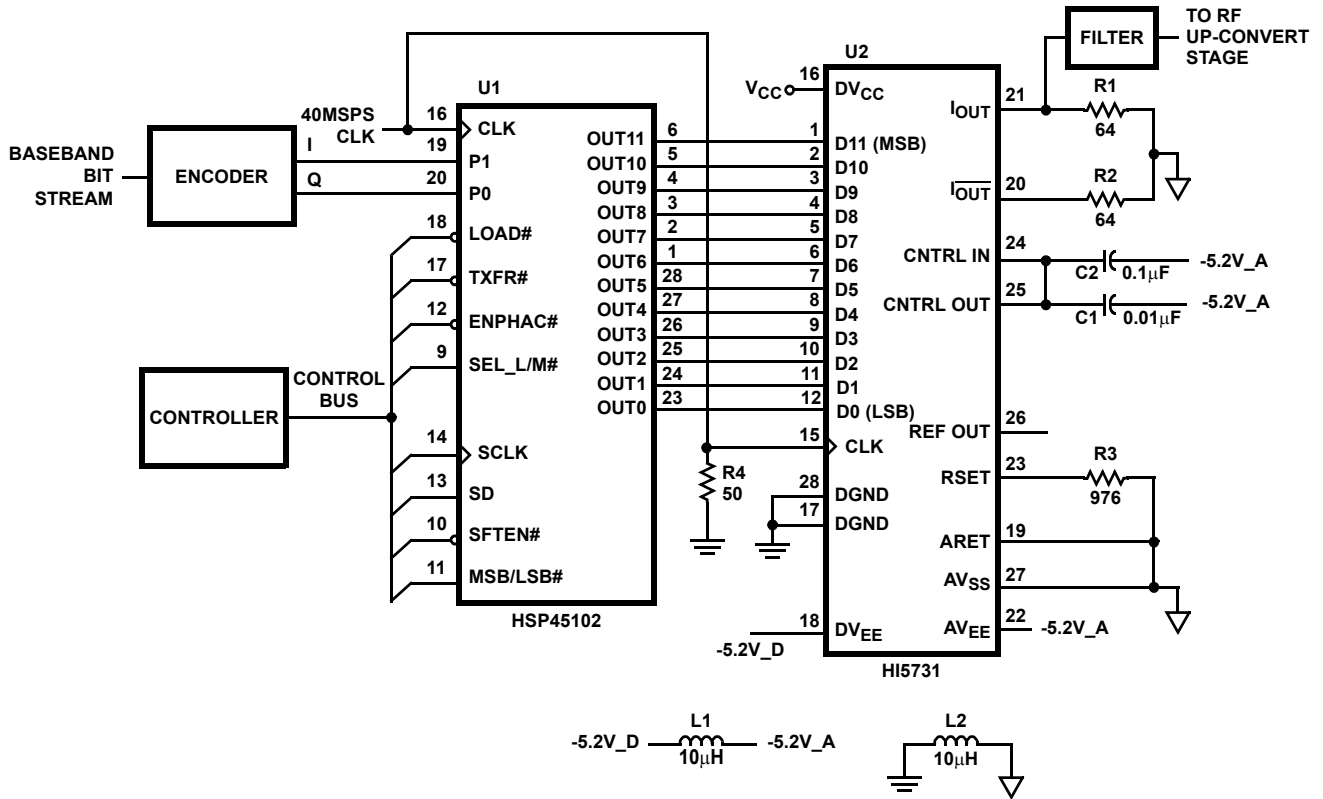 TO RF
UP-CONVERT
STAGE
FILTER
U2
U1
VCC
16
DVCC
IOUT
21
R1
64
40MSPS
CLK
16
CLK
BASEBAND
BIT
STREAM
ENCODER
I
19
P1
Q
20
P0
OUT11
6
1
D11 (MSB)
OUT10
5
2
D10
OUT9
4
3
D9
OUT8
3
4
D8
OUT7
2
5
D7
OUT6
1
6
D6
OUT5
28
7
D5
OUT4
27
8
D4
OUT3
26
9
D3
OUT2
25
10
D2
OUT1
24
11
D1
OUT0
23
12
D0 (LSB)
IOUT
20
R2
64
18
LOAD#
17
TXFR#
12
ENPHAC#
9
SEL_L/M#
CNTRL IN
24
C2
0.1μF
-5.2V_A
CNTRL OUT
25
C1
0.01μF
-5.2V_A
CONTROLLER
CONTROL
BUS
14
SCLK
13
SD
10
SFTEN#
11
MSB/LSB#
HSP45102
15
CLK
R4
50
28
DGND
17
DGND
REF OUT
26
RSET
23
R3
976
ARET
19
AVSS
27
18
DVEE
-5.2V_D
AVEE
22
-5.2V_A
HI5731
L1
-5.2V_D
-5.2V_A
10μH
L2
10μH